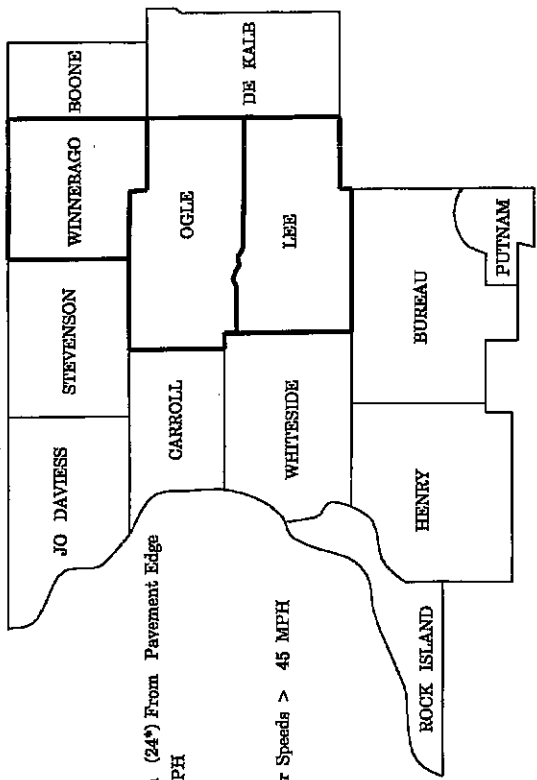 JO DAVIESS
STEVENSON
WINNEBAGO
BOONE
CARROLL
OGLE
DE KALB
WHITESIDE
LEE
ROCK ISLAND
HENRY
BUREAU
PUTNAM
(24") From Pavement Edge
PH
r Speeds > 45 MPH